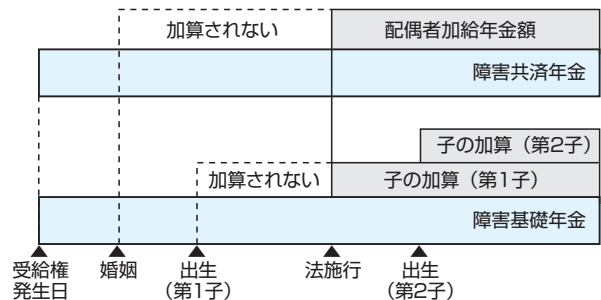 加算されない
配偶者加給年金額
障害共済年金
子の加算（第2子）
加算されない
子の加算（第1子）
障害基礎年金
受給権
発生日
婚姻
出生
（第1子）
法施行
出生
（第2子）